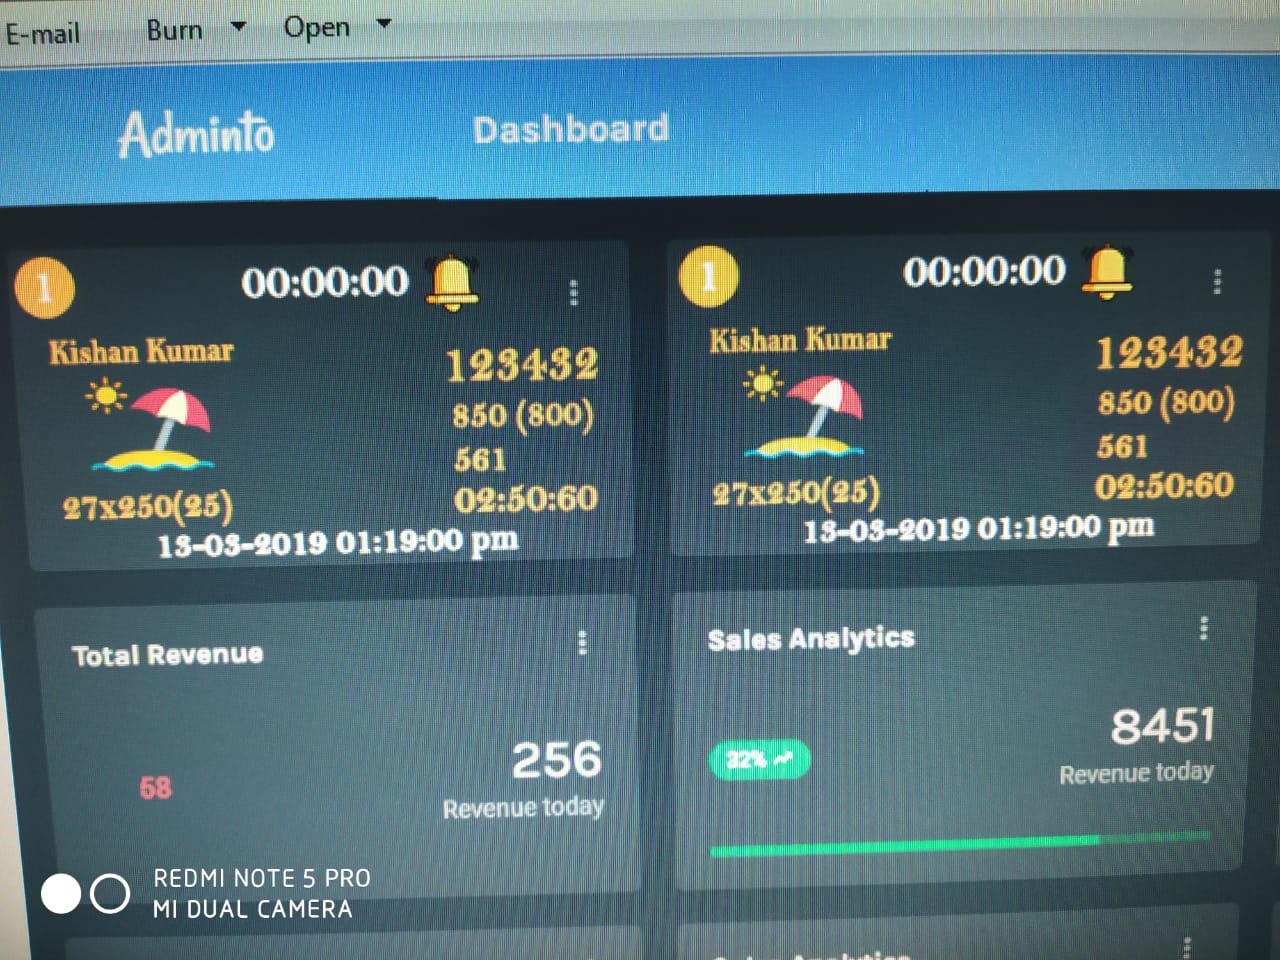 E-mail Burn Open
Adminto Dashboard
1 00:00:00
Kishan Kumar
123432
850 (800)
561
27x250(25) 02:50:60
13-03-2019 01:19:00 pm
1 00:00:00
Kishan Kumar
123432
850 (800)
561
27x250(25) 02:50:60
13-03-2019 01:19:00 pm
Total Revenue
256
58
Revenue today
Sales Analytics
8451
32%
Revenue today
REDMI NOTE 5 PRO
MI DUAL CAMERA
Sales Analytics